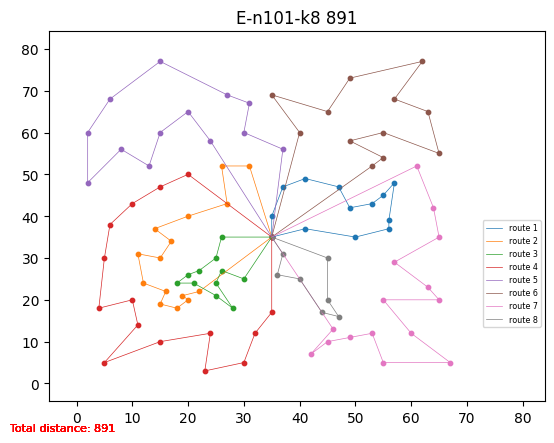 E-n101-k8 891
80
70
60
50
40
30
20
10
0
0 10 20 30 40 50 60 70 80
route 1
route 2
route 3
route 4
route 5
route 6
route 7
route 8
Total distance: 891